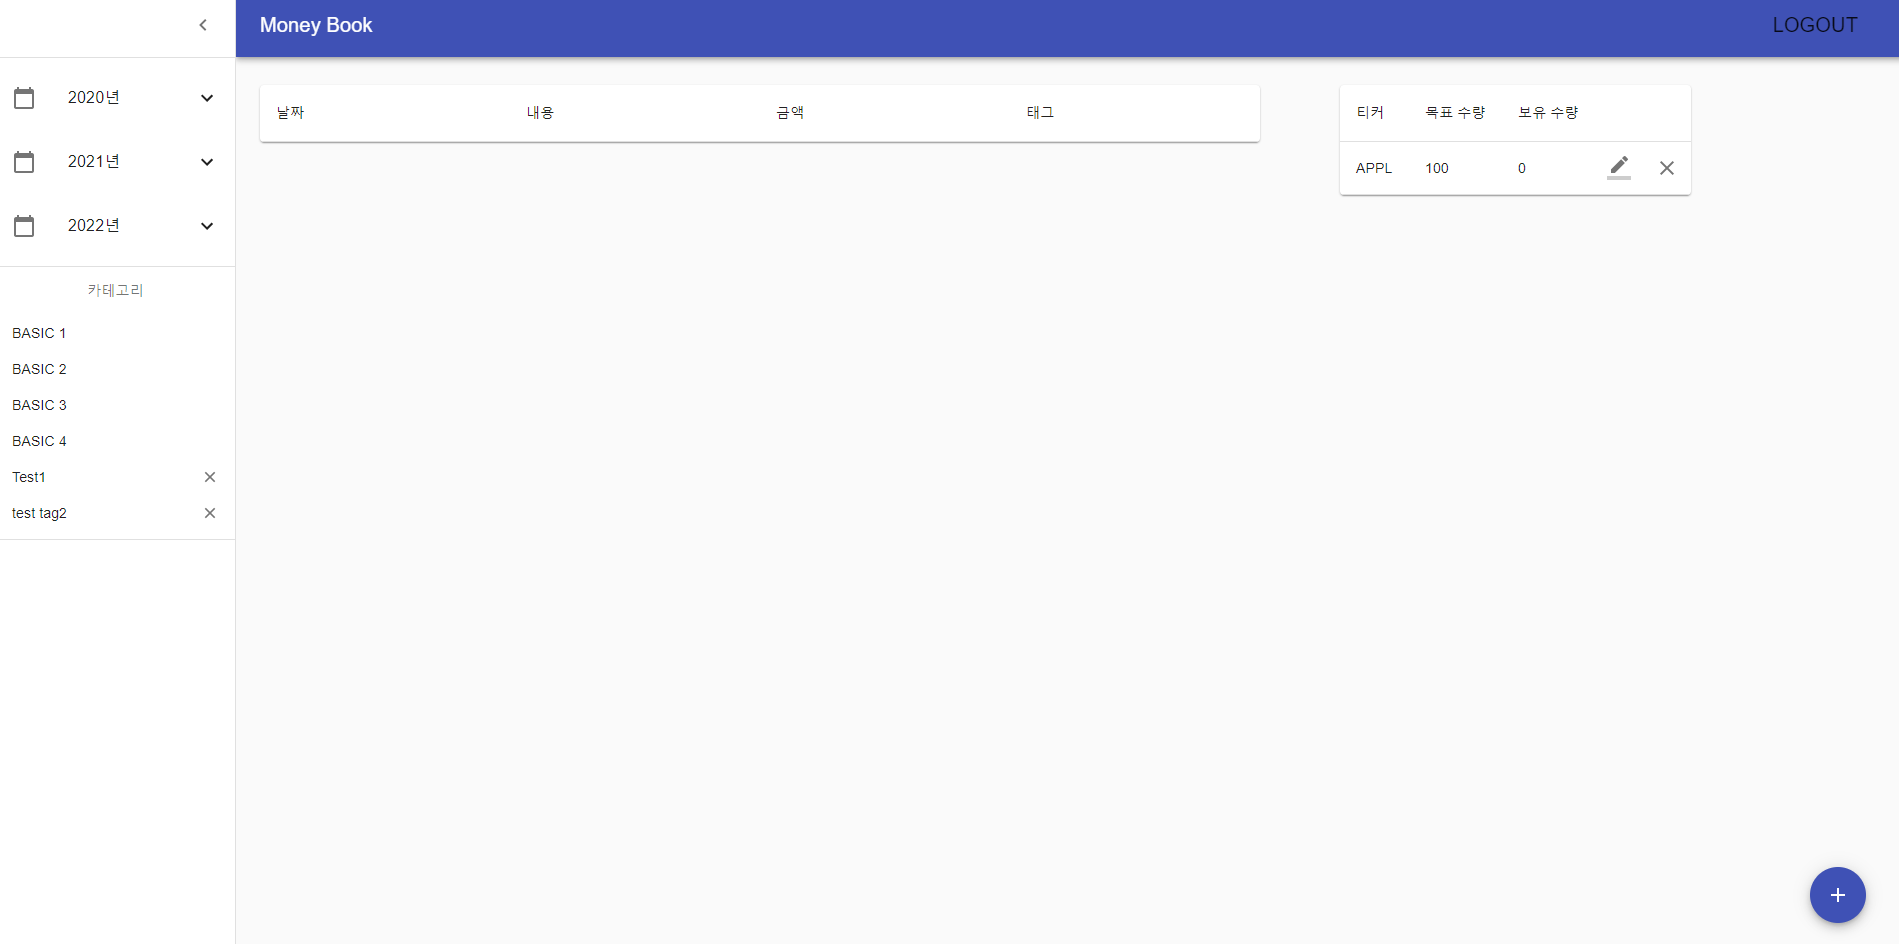 Money Book
LOGOUT
2020년
2021년
2022년
카테고리
BASIC 1
BASIC 2
BASIC 3
BASIC 4
Test1
test tag2
날짜 내용 금액 태그
티커 목표 수량 보유 수량
APPL 100 0